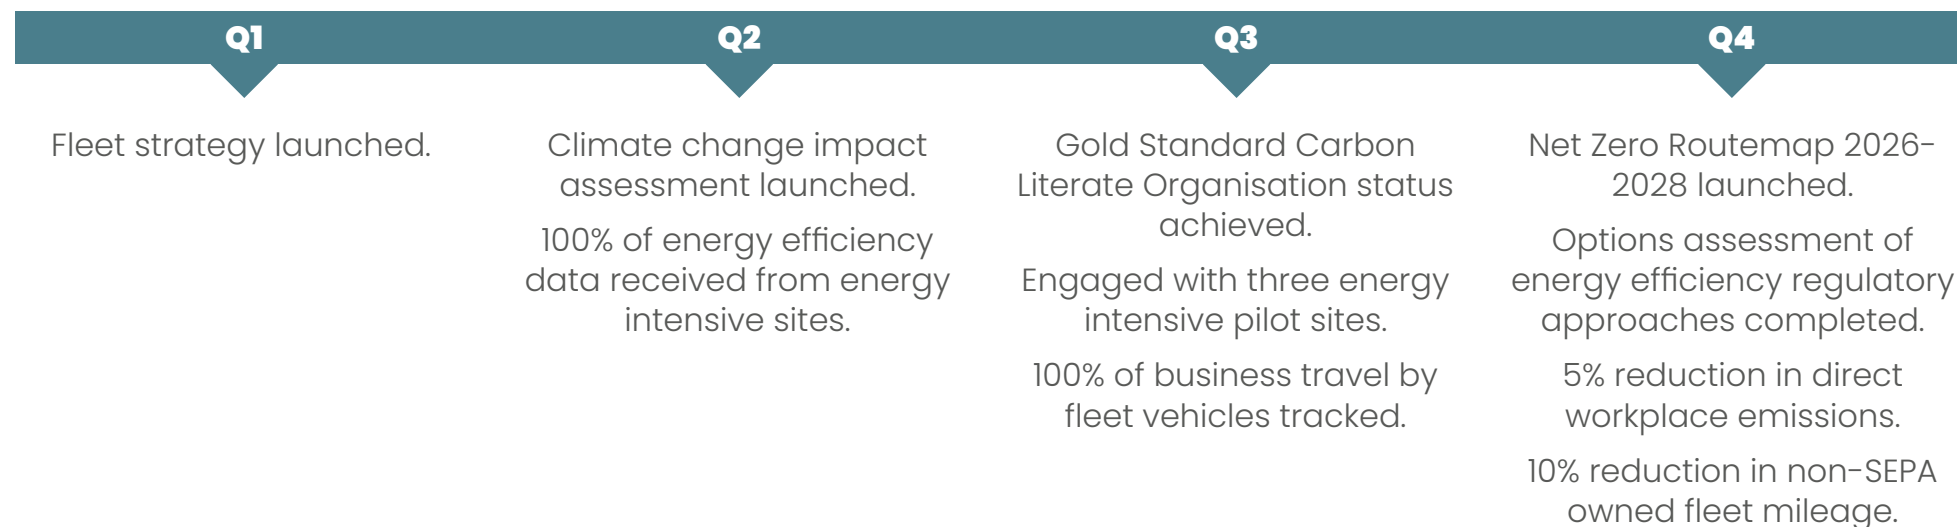 Q1
Fleet strategy launched.
Q2
Climate change impact
assessment launched.
100% of energy efficiency
data received from energy
intensive sites.
Q3
Gold Standard Carbon
Literate Organisation status
achieved.
Engaged with three energy
intensive pilot sites.
100% of business travel by
fleet vehicles tracked.
Q4
Net Zero Routemap 2026-
2028 launched.
Options assessment of
energy efficiency regulatory
approaches completed.
5% reduction in direct
workplace emissions.
10% reduction in non-SEPA
owned fleet mileage.